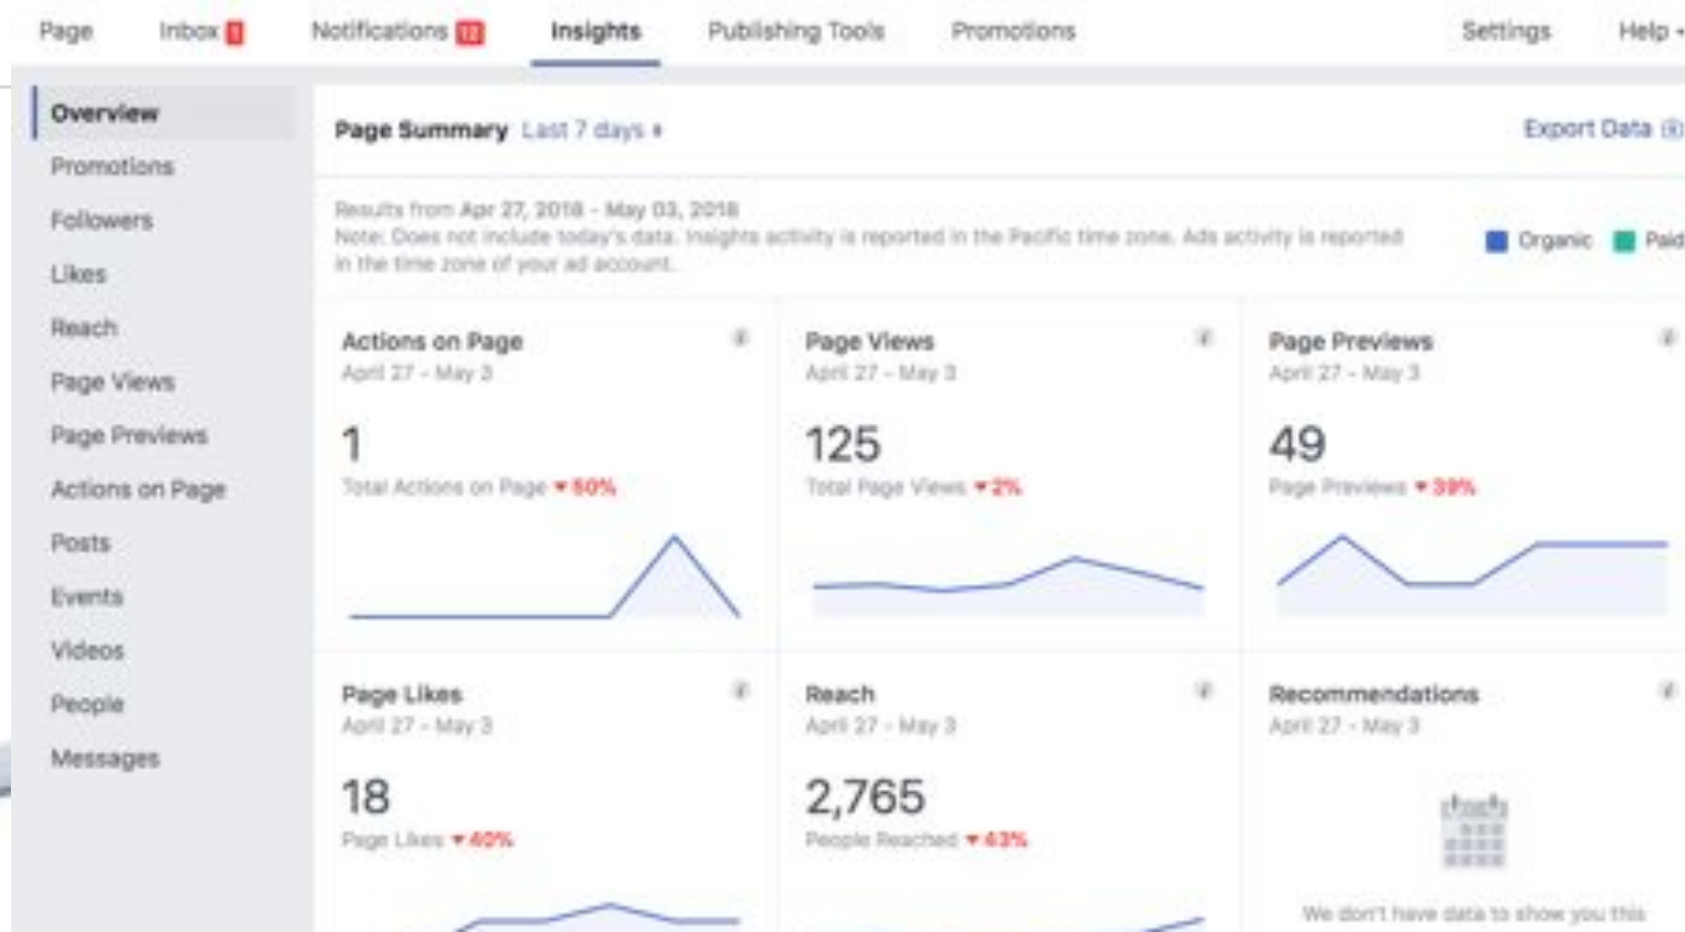 Page Inbox 1 Notifications 12 Insights Publishing Tools Promotions Settings Help
Overview
Promotions
Followers
Likes
Reach
Page Views
Page Previews
Actions on Page
Posts
Events
Videos
People
Messages
Page Summary Last 7 days
Export Data
Results from Apr 27, 2018 - May 03, 2018
Note: Does not include today's data. Insights activity is reported in the Pacific time zone. Ads activity is reported
in the time zone of your ad account.
Organic Paid
Actions on Page
April 27 - May 3
1
Total Actions on Page ▼50%
Page Views
April 27 - May 3
125
Total Page Views ▼2%
Page Previews
April 27 - May 3
49
Page Previews ▼39%
Page Likes
April 27 - May 3
18
Page Likes ▼40%
Reach
April 27 - May 3
2,765
People Reached ▼43%
Recommendations
April 27 - May 3
We don't have data to show you this